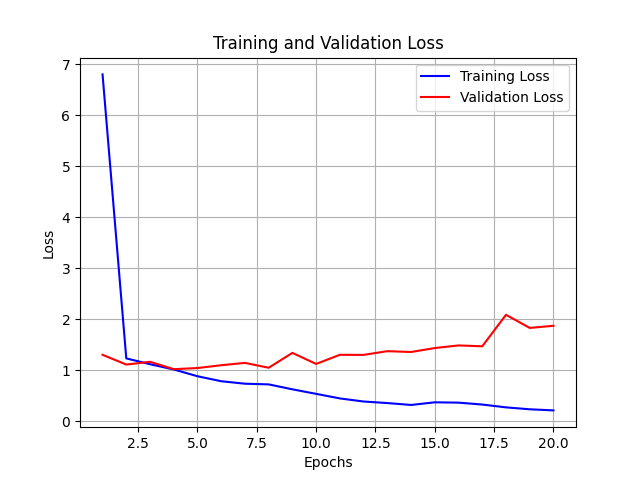 Training and Validation Loss
7
6
5
4
3
2
1
0
Loss
Training Loss
Validation Loss
2.5 5.0 7.5 10.0 12.5 15.0 17.5 20.0
Epochs